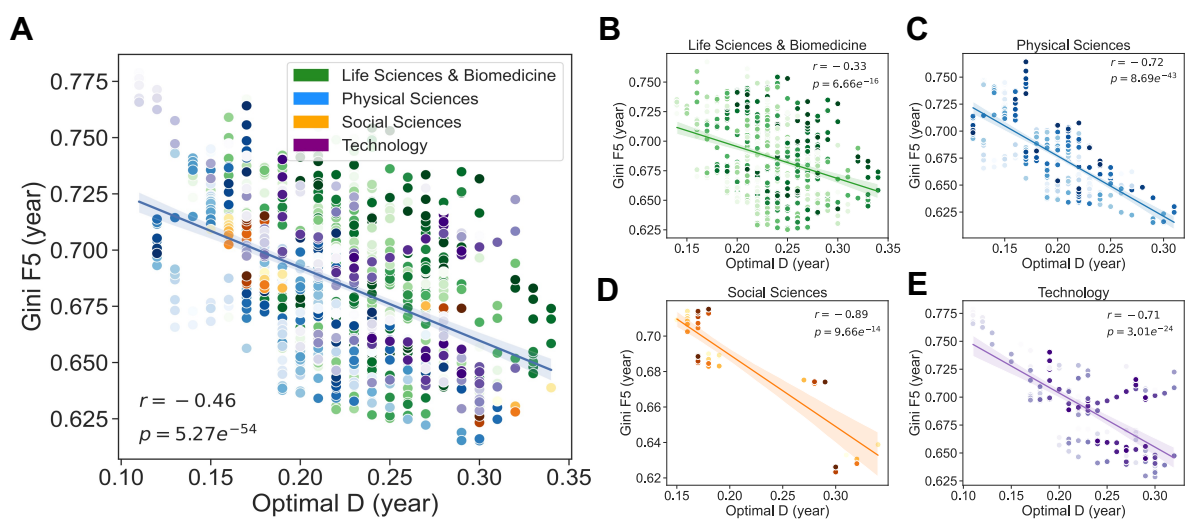 A
Gini F5 (year)
0.775
0.750
0.725
0.700
0.675
0.650
0.625
Life Sciences & Biomedicine
Physical Sciences
Social Sciences
Technology
r = − 0.46
p = 5.27e⁻⁵⁴
0.10 0.15 0.20 0.25 0.30 0.35
Optimal D (year)
B
Life Sciences & Biomedicine
r = − 0.33
p = 6.66e⁻¹⁶
Gini F5 (year)
0.750
0.725
0.700
0.675
0.650
0.625
0.15 0.20 0.25 0.30
Optimal D (year)
C
Physical Sciences
r = − 0.72
p = 8.69e⁻⁴³
Gini F5 (year)
0.750
0.725
0.700
0.675
0.650
0.625
0.15 0.20 0.25 0.30
Optimal D (year)
D
Social Sciences
r = − 0.89
p = 9.66e⁻¹⁴
Gini F5 (year)
0.70
0.68
0.66
0.64
0.62
0.15 0.20 0.25 0.30
Optimal D (year)
E
Technology
r = − 0.71
p = 3.01e⁻²⁴
Gini F5 (year)
0.775
0.750
0.725
0.700
0.675
0.650
0.625
0.10 0.15 0.20 0.25 0.30
Optimal D (year)